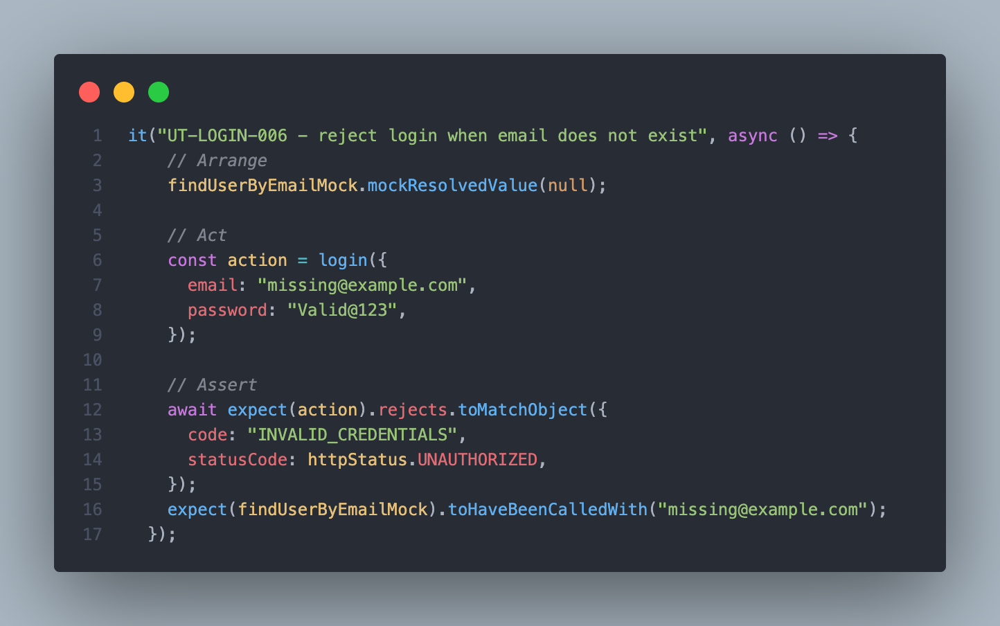 1 it("UT-LOGIN-006 - reject login when email does not exist", async () => {
2 // Arrange
3 findUserByEmailMock.mockResolvedValue(null);
4
5 // Act
6 const action = login({
7 email: "missing@example.com",
8 password: "Valid@123",
9 });
10
11 // Assert
12 await expect(action).rejects.toMatchObject({
13 code: "INVALID_CREDENTIALS",
14 statusCode: httpStatus.UNAUTHORIZED,
15 });
16 expect(findUserByEmailMock).toHaveBeenCalledWith("missing@example.com");
17 });